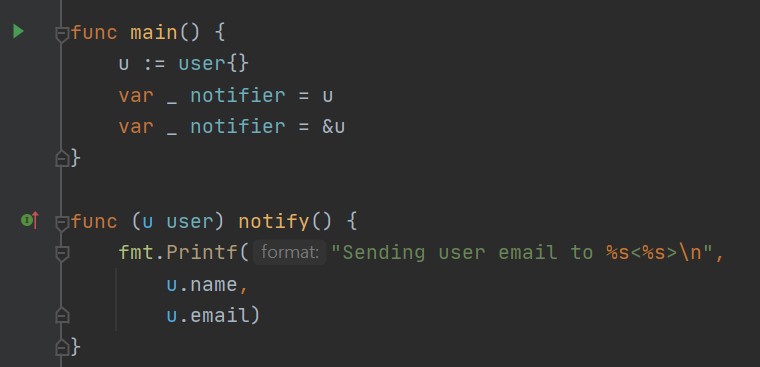 func main() {
u := user{}
var _ notifier = u
var _ notifier = &u
}
func (u user) notify() {
fmt.Printf( format: "Sending user email to %s<%s>\n",
u.name,
u.email)
}